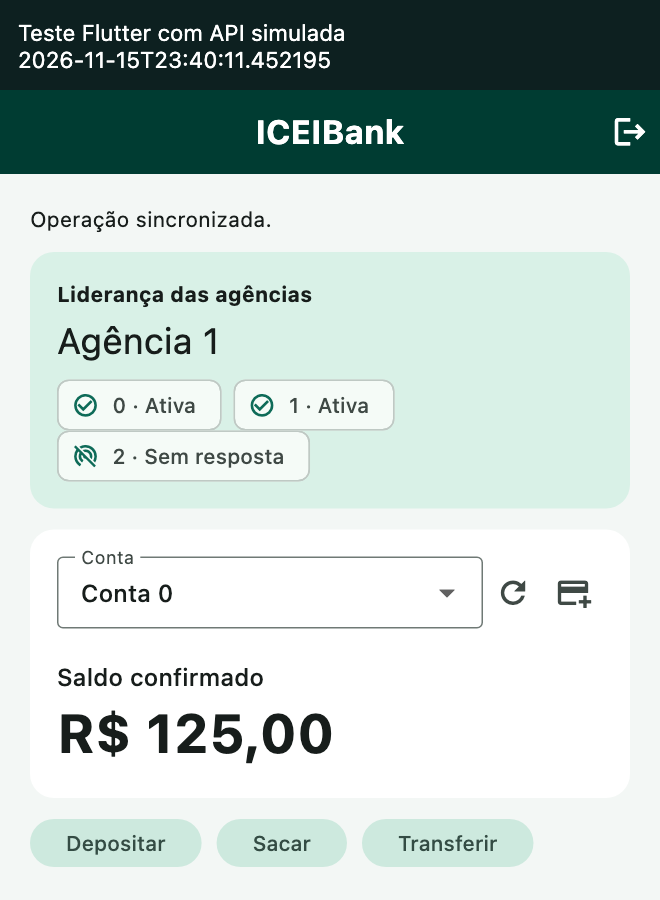 Teste Flutter com API simulada
2026-11-15T23:40:11.452195
ICEIBank
Operação sincronizada.
Liderança das agências
Agência 1
0 · Ativa
1 · Ativa
2 · Sem resposta
Conta
Conta 0
Saldo confirmado
R$ 125,00
Depositar
Sacar
Transferir